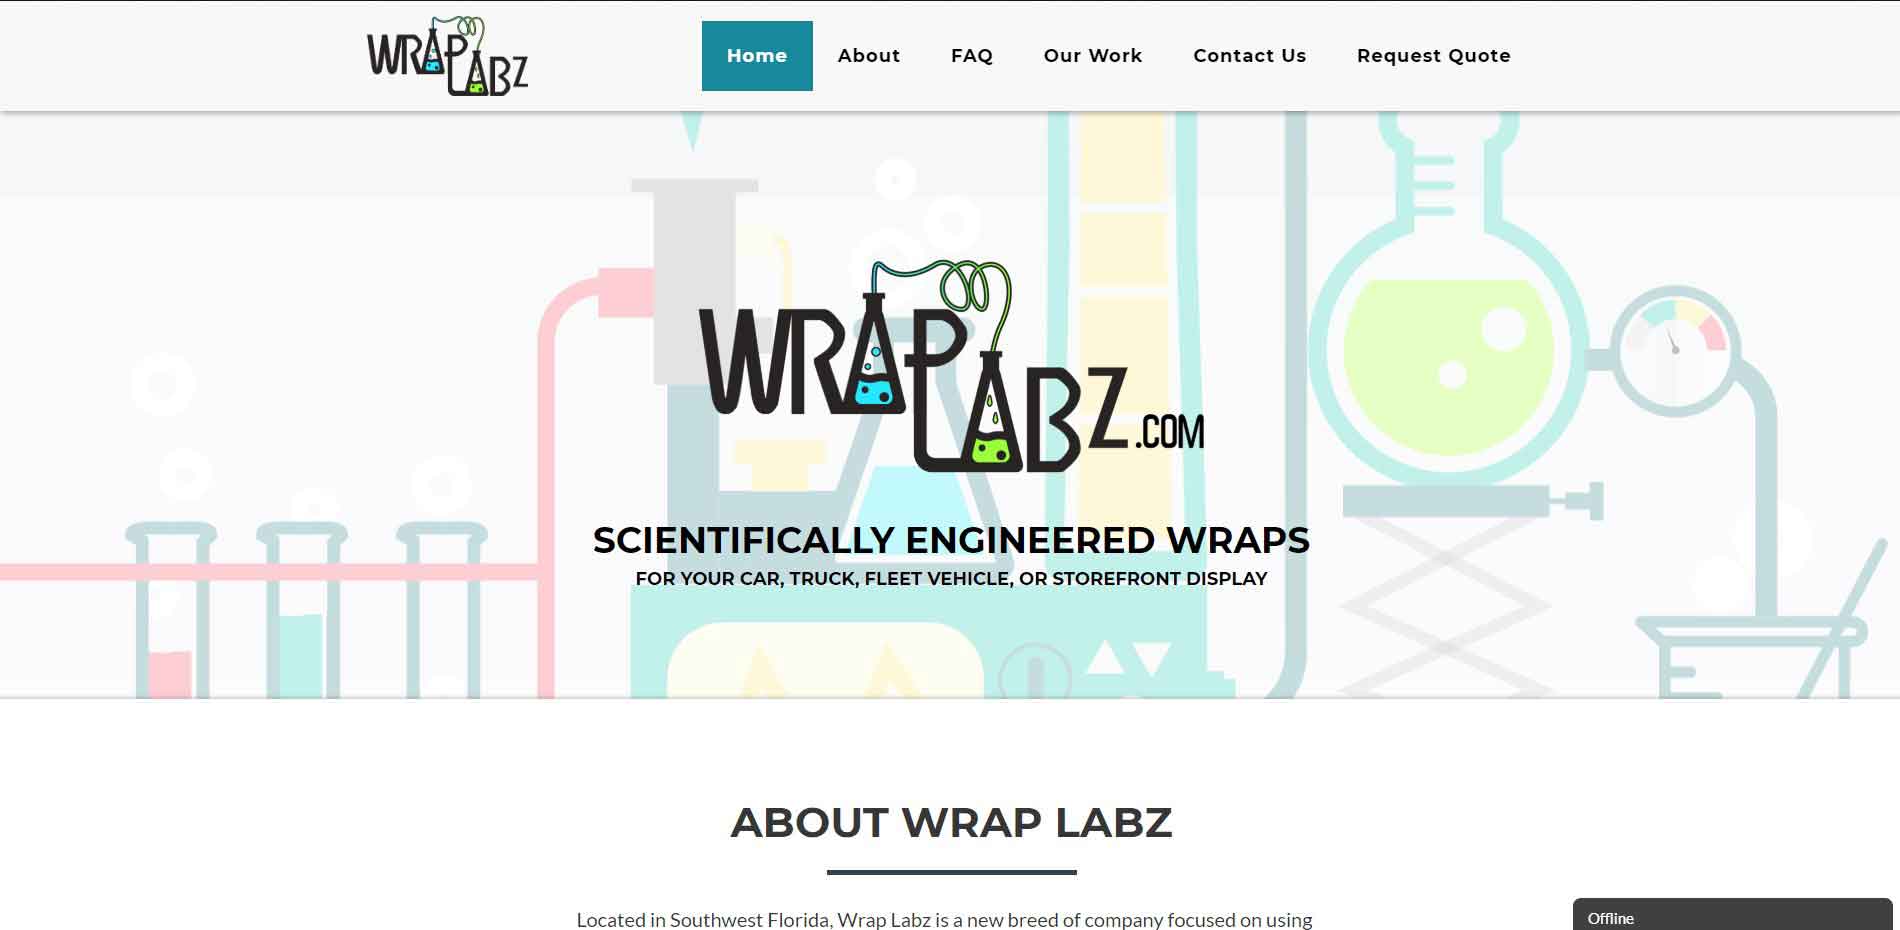 WRAP LABZ
Home About FAQ Our Work Contact Us Request Quote
WRAP LABZ.COM
SCIENTIFICALLY ENGINEERED WRAPS
FOR YOUR CAR, TRUCK, FLEET VEHICLE, OR STOREFRONT DISPLAY
ABOUT WRAP LABZ
Located in Southwest Florida, Wrap Labz is a new breed of company focused on using
Offline